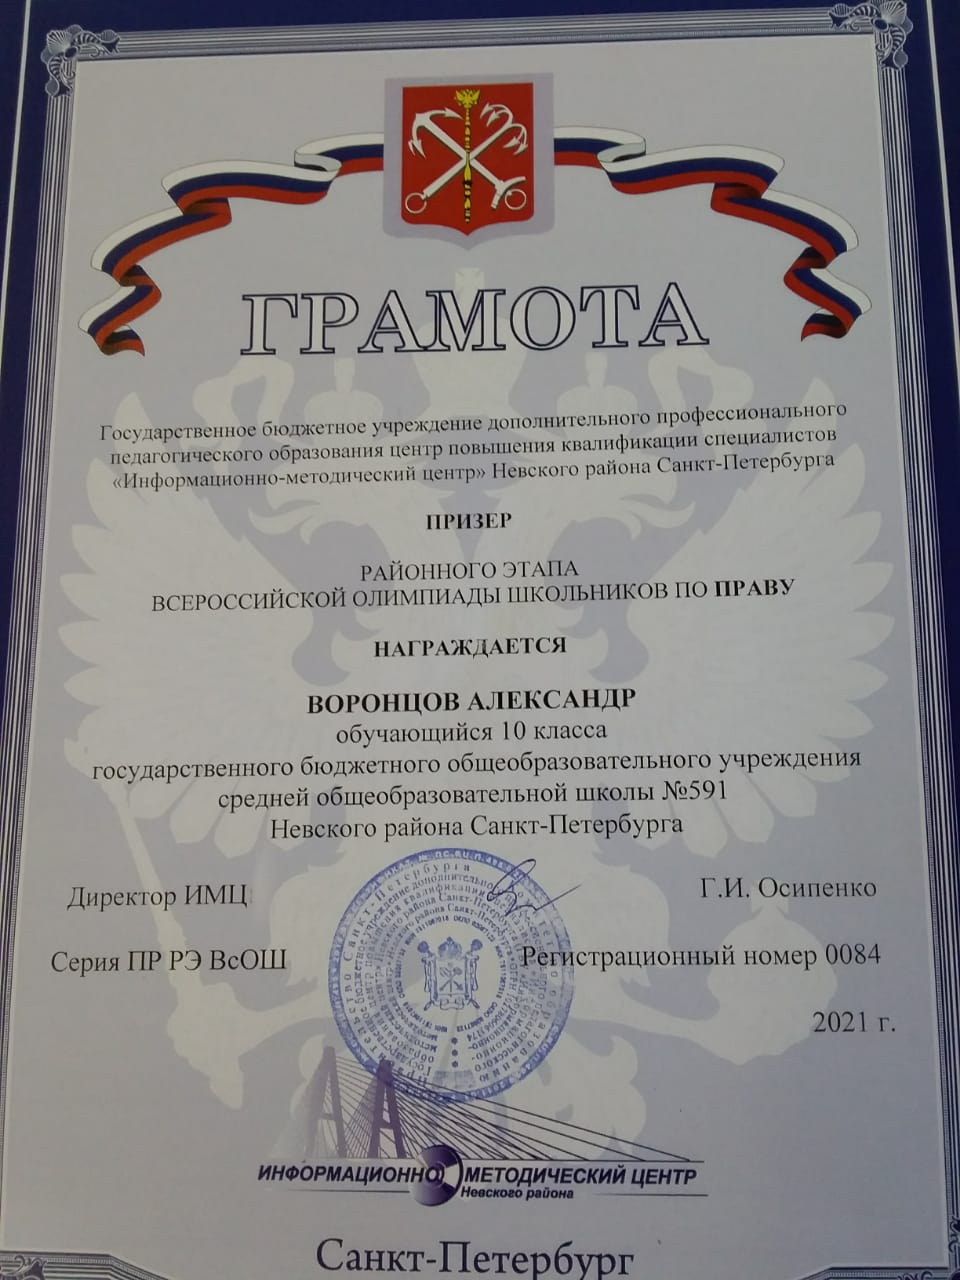 ГРАМОТА
Государственное бюджетное учреждение дополнительного профессионального
педагогического образования центр повышения квалификации специалистов
«Информационно-методический центр» Невского района Санкт-Петербурга
ПРИЗЕР
РАЙОННОГО ЭТАПА
ВСЕРОССИЙСКОЙ ОЛИМПИАДЫ ШКОЛЬНИКОВ ПО ПРАВУ
НАГРАЖДАЕТСЯ
ВОРОНЦОВ АЛЕКСАНДР
обучающийся 10 класса
государственного бюджетного общеобразовательного учреждения
средней общеобразовательной школы №591
Невского района Санкт-Петербурга
Директор ИМЦ
Г.И. Осипенко
Серия ПР РЭ ВсОШ
Регистрационный номер 0084
2021 г.
ИНФОРМАЦИОННО МЕТОДИЧЕСКИЙ ЦЕНТР
Невского района
Санкт-Петербург